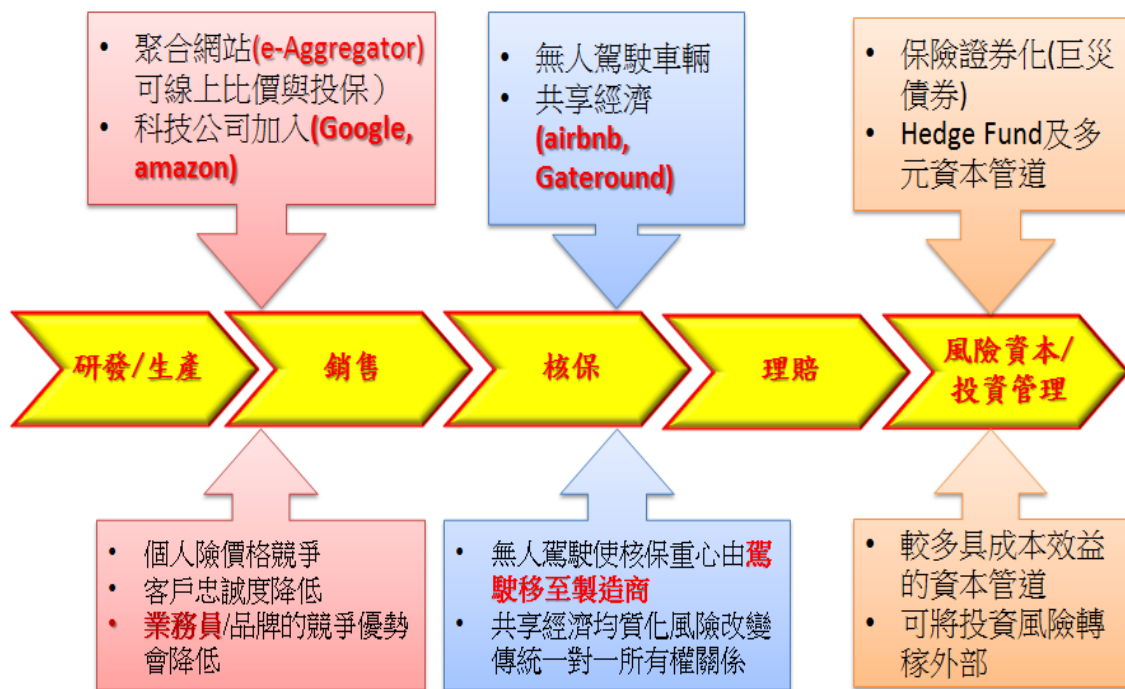 聚合網站(e-Aggregator)
可線上比價與投保）
科技公司加入(Google,
amazon)
無人駕駛車輛
共享經濟
(airbnb,
Gateround)
保險證券化(巨災
債券)
Hedge Fund及多
元資本管道
研發/生產
銷售
核保
理賠
風險資本/
投資管理
個人險價格競爭
客戶忠誠度降低
業務員/品牌的競爭優勢
會降低
無人駕駛使核保重心由駕
駛移至製造商
共享經濟均質化風險改變
傳統一對一所有權關係
較多具成本效益
的資本管道
可將投資風險轉
稼外部